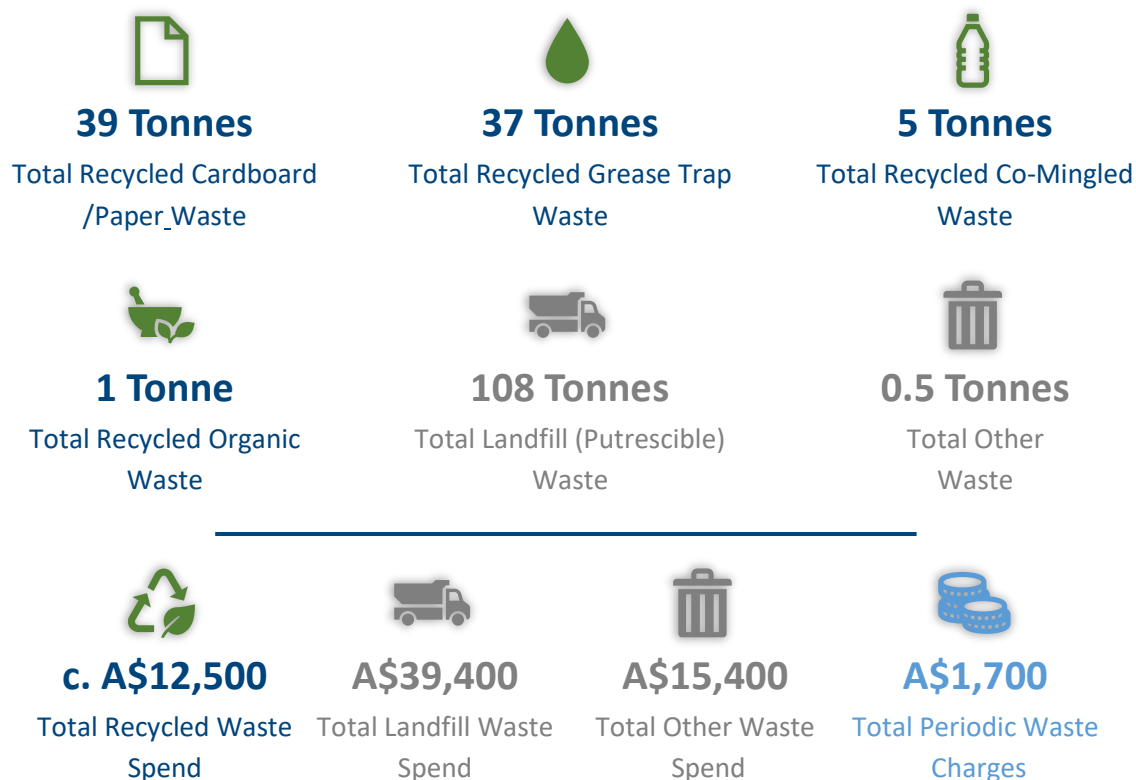 39 Tonnes
Total Recycled Cardboard
/Paper Waste
37 Tonnes
Total Recycled Grease Trap
Waste
5 Tonnes
Total Recycled Co-Mingled
Waste
1 Tonne
Total Recycled Organic
Waste
108 Tonnes
Total Landfill (Putrescible)
Waste
0.5 Tonnes
Total Other
Waste
c. A$12,500
Total Recycled Waste
Spend
A$39,400
Total Landfill Waste
Spend
A$15,400
Total Other Waste
Spend
A$1,700
Total Periodic Waste
Charges